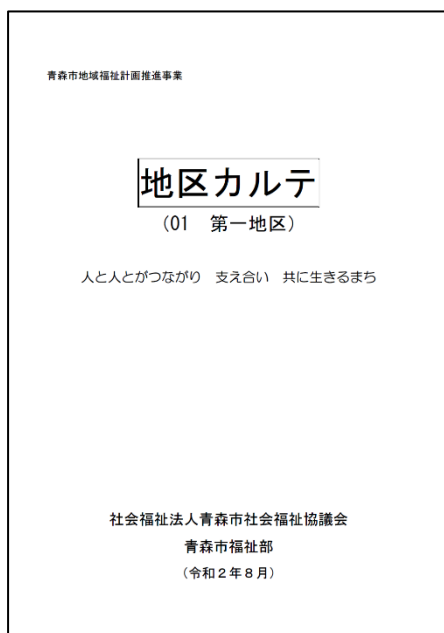 青森市地域福祉計画推進事業
地区カルテ
（01　第一地区）
人と人とがつながり　支え合い　共に生きるまち
社会福祉法人青森市社会福祉協議会
青森市福祉部
（令和２年８月）